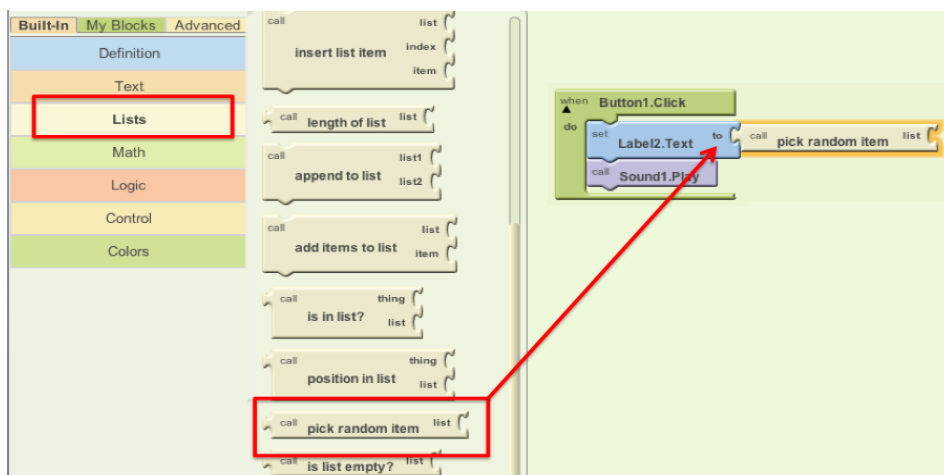 Built-In My Blocks Advanced
Definition
Text
Lists
Math
Logic
Control
Colors
call list
insert list item index
item
call length of list list
call list1
append to list list2
call list
add items to list item
call thing
is in list? list
call thing
position in list list
call pick random item list
call is list empty? list
when Button1.Click
do set Label2.Text to call pick random item list
call Sound1.Play